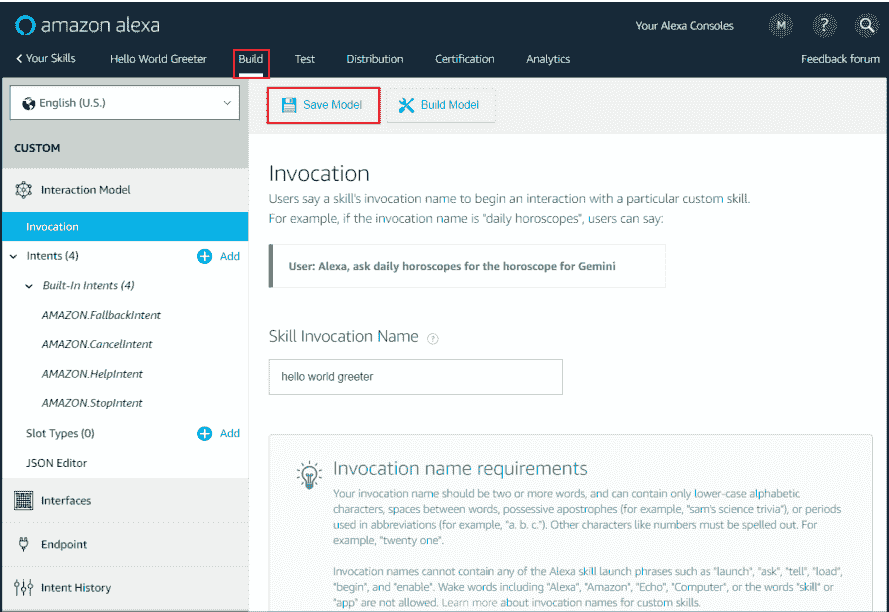 amazon alexa
Your Alexa Consoles
M
?
Your Skills
Hello World Greeter
Build
Test
Distribution
Certification
Analytics
Feedback forum
English (U.S.)
Save Model
Build Model
CUSTOM
Interaction Model
Invocation
Intents (4)
Add
Built-In Intents (4)
AMAZON.FallbackIntent
AMAZON.CancelIntent
AMAZON.HelpIntent
AMAZON.StopIntent
Slot Types (0)
Add
JSON Editor
Interfaces
Endpoint
Intent History
Invocation
Users say a skill's invocation name to begin an interaction with a particular custom skill.
For example, if the invocation name is "daily horoscopes", users can say:
User: Alexa, ask daily horoscopes for the horoscope for Gemini
Skill Invocation Name ?
hello world greeter
Invocation name requirements
Your invocation name should be two or more words, and can contain only lower-case alphabetic
characters, spaces between words, possessive apostrophes (for example, "sam's science trivia"), or periods
used in abbreviations (for example, "a. b. c."). Other characters like numbers must be spelled out. For
example, "twenty one".
Invocation names cannot contain any of the Alexa skill launch phrases such as "launch", "ask", "tell", "load",
"begin", and "enable". Wake words including "Alexa", "Amazon", "Echo", "Computer", or the words "skill" or
"app" are not allowed. Learn more about invocation names for custom skills.